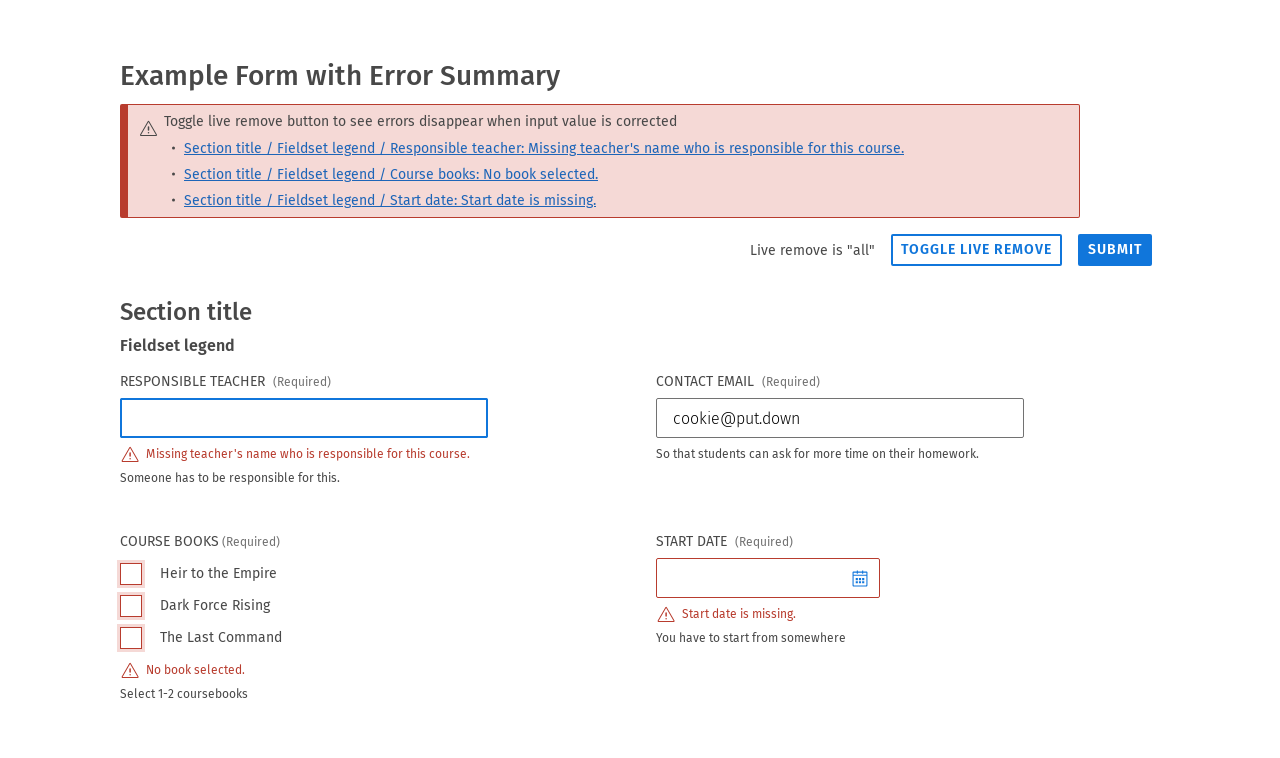 Example Form with Error Summary
Toggle live remove button to see errors disappear when input value is corrected
• Section title / Fieldset legend / Responsible teacher: Missing teacher's name who is responsible for this course.
• Section title / Fieldset legend / Course books: No book selected.
• Section title / Fieldset legend / Start date: Start date is missing.
Live remove is "all" TOGGLE LIVE REMOVE SUBMIT
Section title
Fieldset legend
RESPONSIBLE TEACHER (Required)
Missing teacher's name who is responsible for this course.
Someone has to be responsible for this.
CONTACT EMAIL (Required)
cookie@put.down
So that students can ask for more time on their homework.
COURSE BOOKS (Required)
Heir to the Empire
Dark Force Rising
The Last Command
No book selected.
Select 1-2 coursebooks
START DATE (Required)
Start date is missing.
You have to start from somewhere